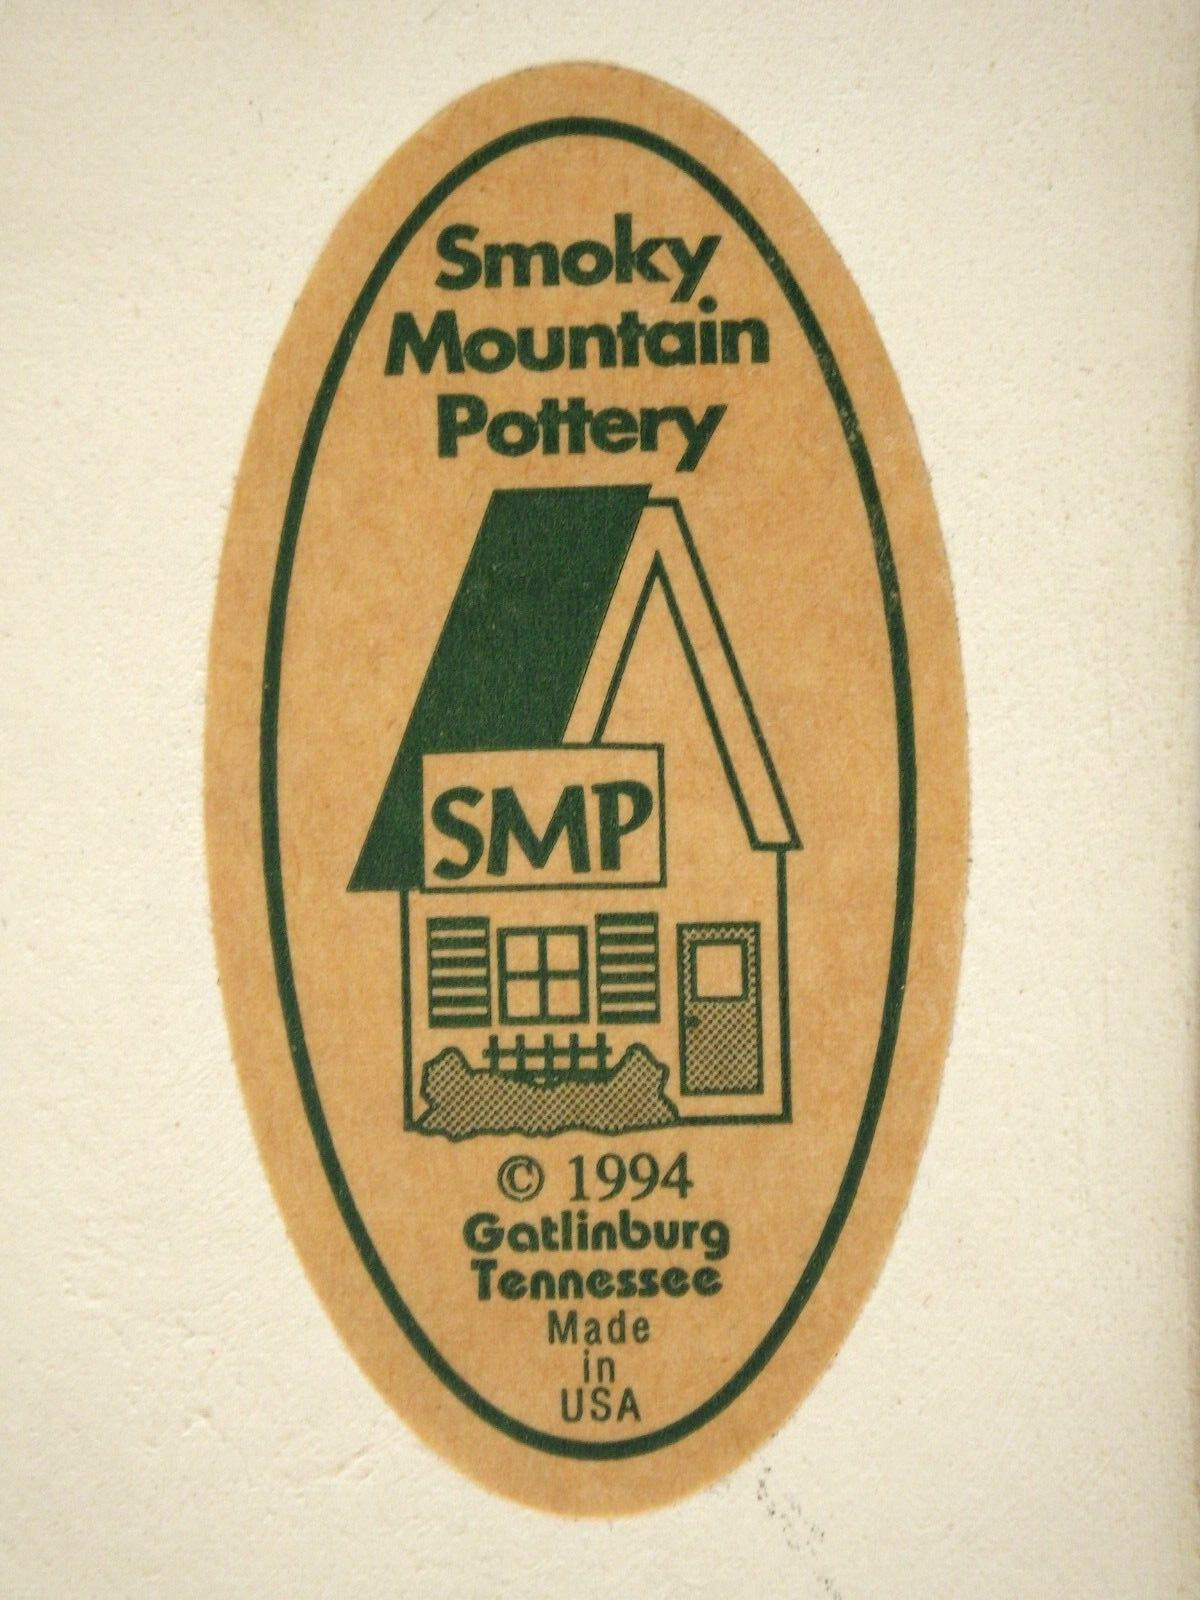 Smoky
Mountain
Pottery
SMP
© 1994
Gatlinburg
Tennessee
Made
in
USA